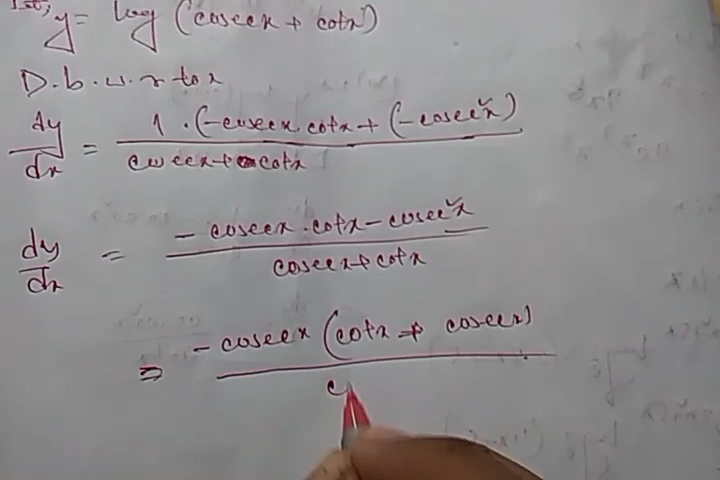 Let, y = log (cosecx + cotx)
D.b.w.r to x
dy/dx = 1 . (-cosecx cotx + (-cosec²x) / cosecx + cotx
dy/dx = -cosecx . cotx - cosec²x / cosecx + cotx
= -cosecx (cotx + cosecx) / c